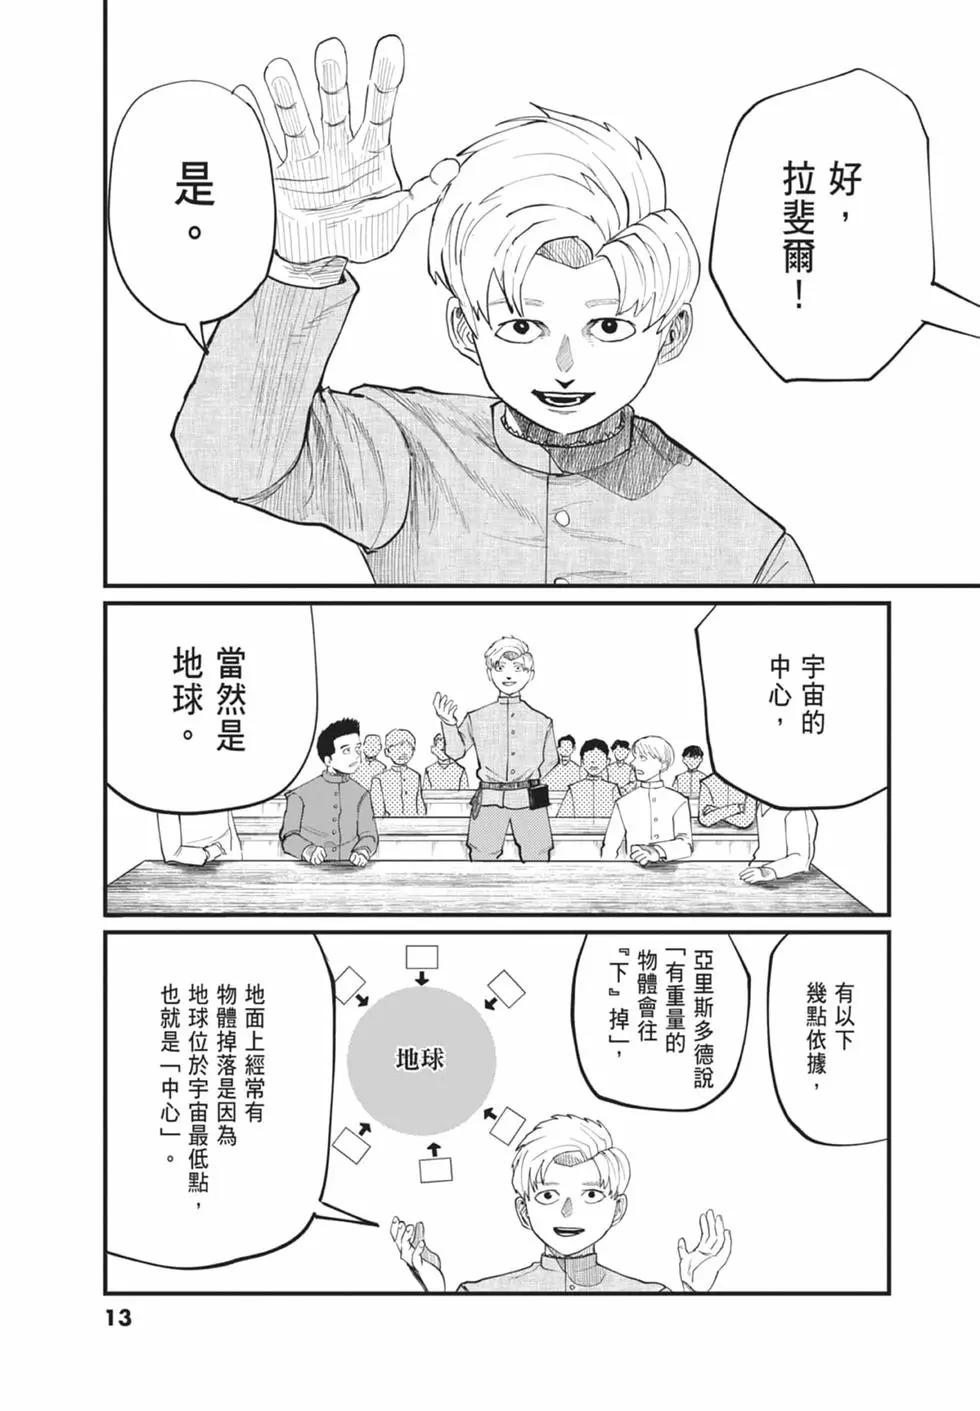 好，
拉斐爾！
是。
宇宙的
中心，
當然是
地球。
有以下
幾點依據，
亞里斯多德說
「有重量的
物體會往
『下』掉」，
地球
地面上經常有
物體掉落是因為
地球位於宇宙最低點，
也就是「中心」。
13